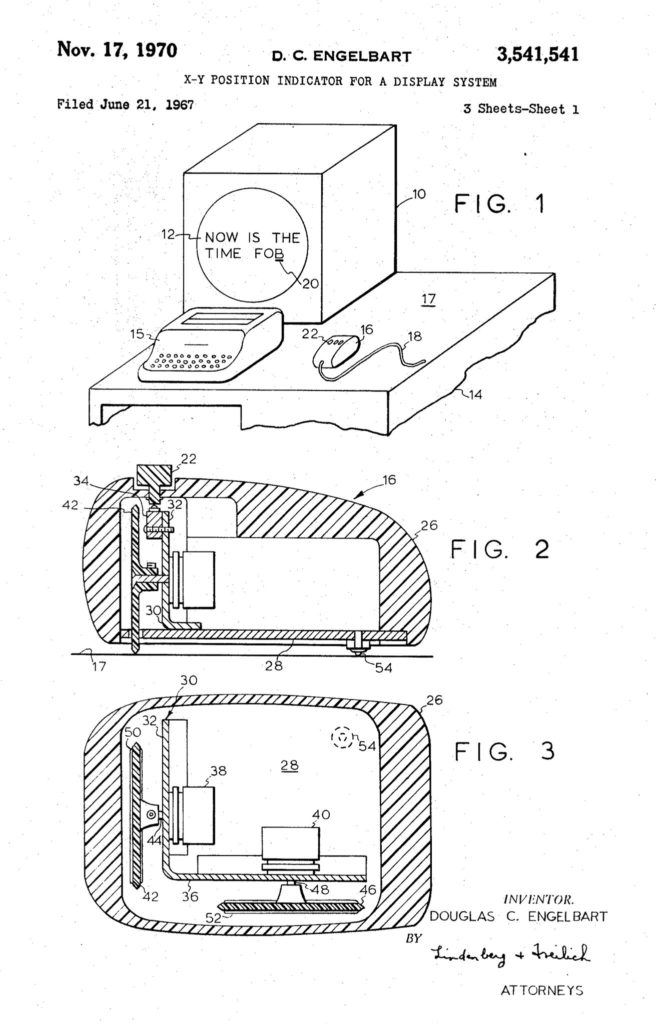 Nov. 17, 1970 D. C. ENGELBART 3,541,541
X-Y POSITION INDICATOR FOR A DISPLAY SYSTEM
Filed June 21, 1967 3 Sheets-Sheet 1
FIG. 1
10
12
NOW IS THE
TIME FOB
20
17
15
22
16
18
14
FIG. 2
22
34
32
42
16
26
30
28
54
17
FIG. 3
30
26
32
50
54
28
38
40
44
42
36
48
46
52
INVENTOR.
DOUGLAS C. ENGELBART
BY
Lindenberg + Freilich
ATTORNEYS